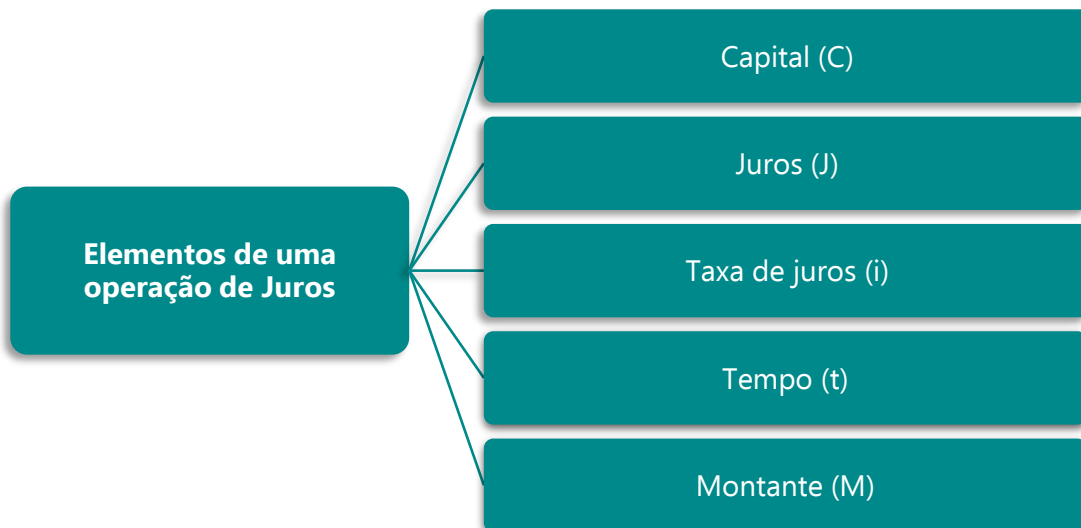 Elementos de uma
operação de Juros
Capital (C)
Juros (J)
Taxa de juros (i)
Tempo (t)
Montante (M)